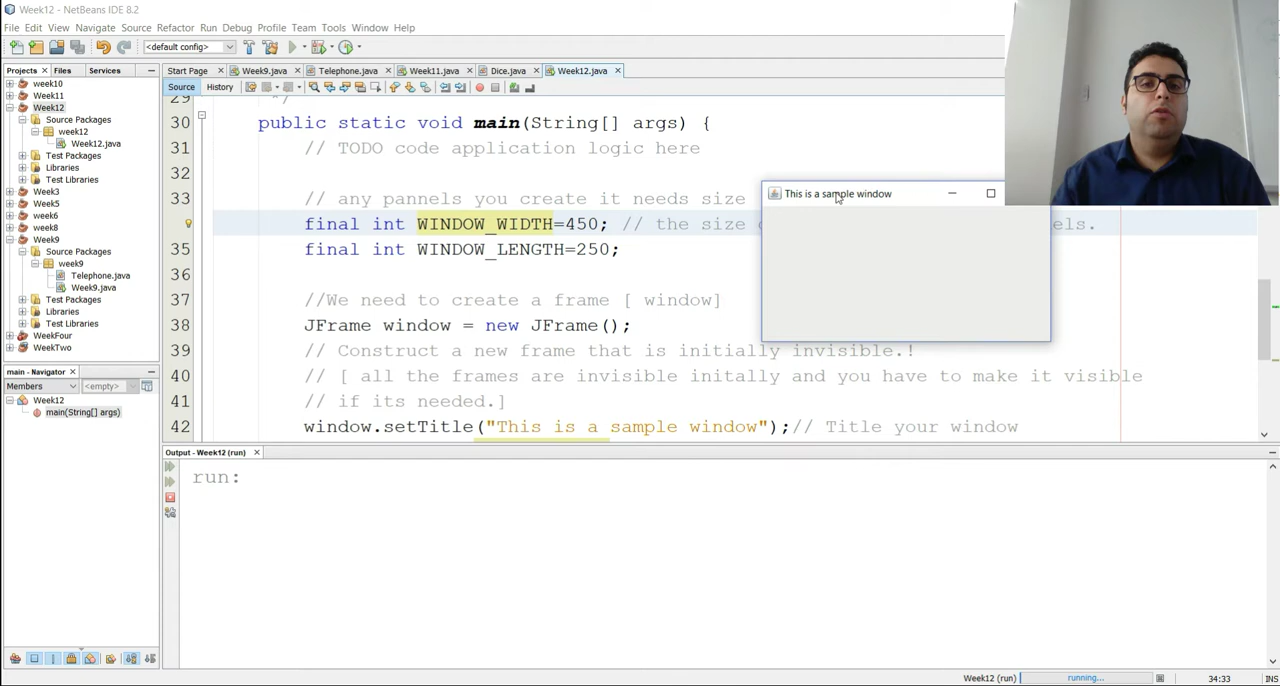 Week12 - NetBeans IDE 8.2
File Edit View Navigate Source Refactor Run Debug Profile Team Tools Window Help
<default config>
Projects Files Services
Start Page Week9.java Telephone.java Week11.java Dice.java Week12.java
Source History
week10
Week11
Week12
Source Packages
week12
Week12.java
Test Packages
Libraries
Test Libraries
Week3
Week5
week6
week8
Week9
Source Packages
week9
Telephone.java
Week9.java
Test Packages
Libraries
Test Libraries
WeekFour
WeekTwo
main - Navigator
Members <empty>
Week12
main(String[] args)
29 */
30 public static void main(String[] args) {
31 // TODO code application logic here
32
33 // any pannels you create it needs size
final int WINDOW_WIDTH=450; // the size
35 final int WINDOW_LENGTH=250;
36
37 //We need to create a frame [ window]
38 JFrame window = new JFrame();
39 // Construct a new frame that is initially invisible.!
40 // [ all the frames are invisible initally and you have to make it visible
41 // if its needed.]
42 window.setTitle("This is a sample window");// Title your window
This is a sample window
Output - Week12 (run)
run:
Week12 (run) running... 34:33 INS